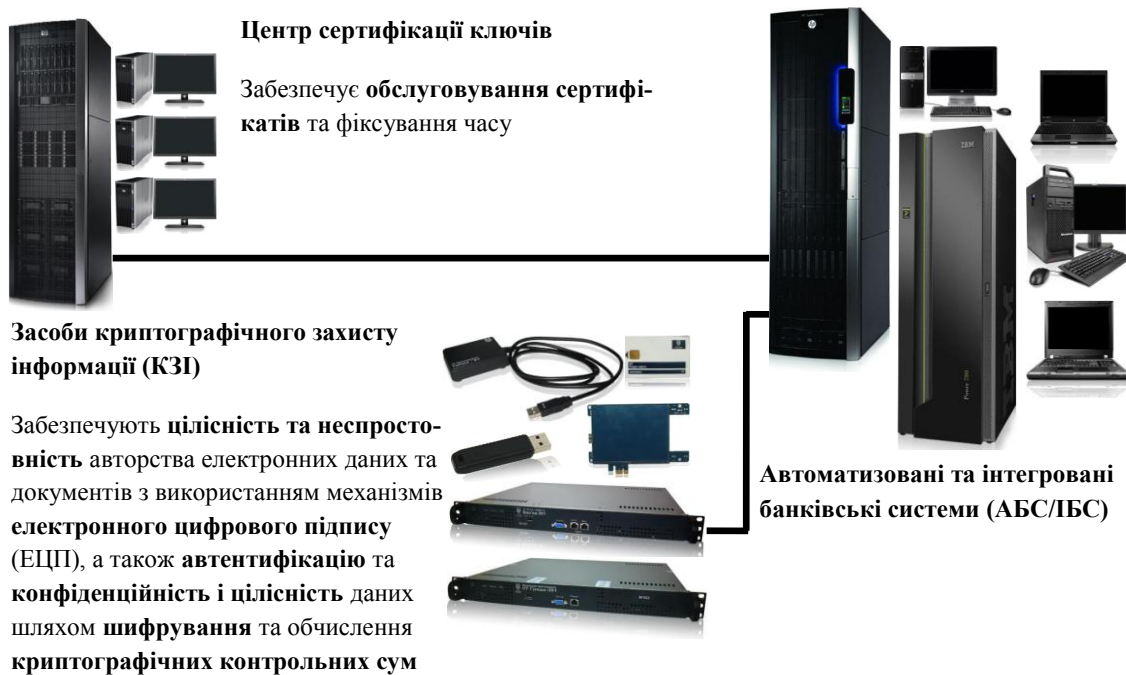 Центр сертифікації ключів
Забезпечує обслуговування сертифі-
катів та фіксування часу
Засоби криптографічного захисту
інформації (КЗІ)
Забезпечують цілісність та неспросто-
вність авторства електронних даних та
документів з використанням механізмів
електронного цифрового підпису
(ЕЦП), а також автентифікацію та
конфіденційність і цілісність даних
шляхом шифрування та обчислення
криптографічних контрольних сум
IBM
Автоматизовані та інтегровані
банківські системи (АБС/ІБС)